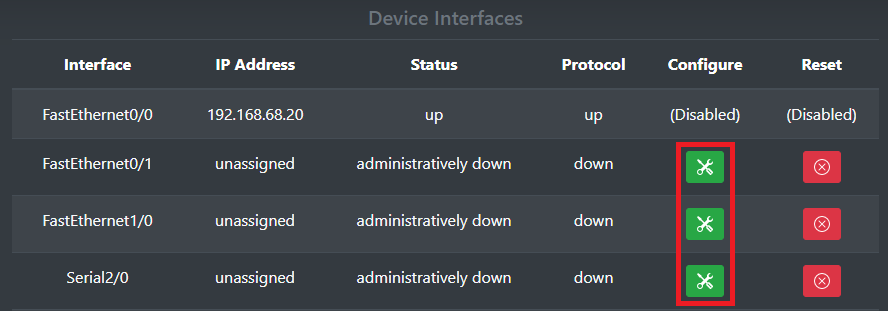 Device Interfaces
Interface IP Address Status Protocol Configure Reset
FastEthernet0/0 192.168.68.20 up up (Disabled) (Disabled)
FastEthernet0/1 unassigned administratively down down
FastEthernet1/0 unassigned administratively down down
Serial2/0 unassigned administratively down down